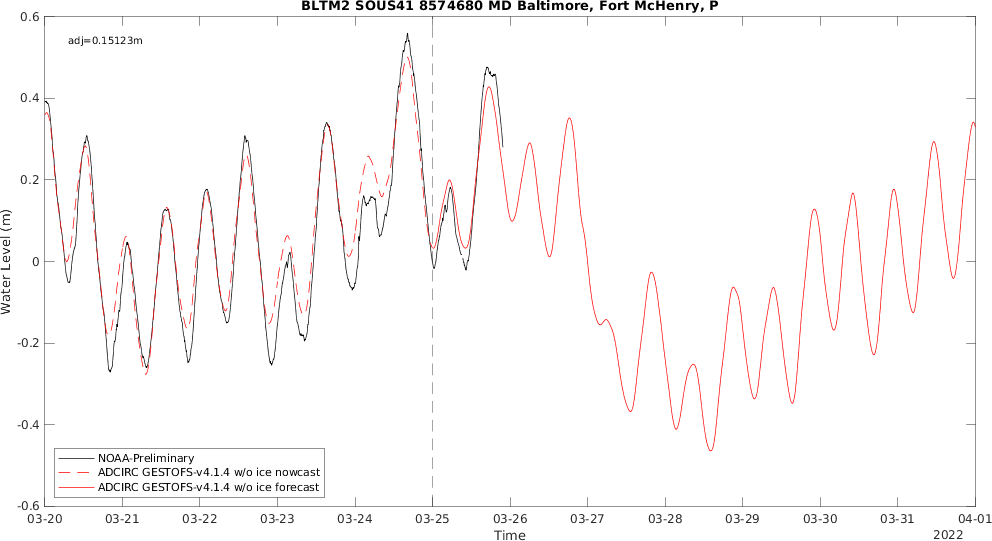 BLTM2 SOUS41 8574680 MD Baltimore, Fort McHenry, P
adj=0.15123m
0.6
0.4
0.2
0
-0.2
-0.4
-0.6
Water Level (m)
NOAA-Preliminary
ADCIRC GESTOFS-v4.1.4 w/o ice nowcast
ADCIRC GESTOFS-v4.1.4 w/o ice forecast
03-20 03-21 03-22 03-23 03-24 03-25 03-26 03-27 03-28 03-29 03-30 03-31 04-01
Time
2022